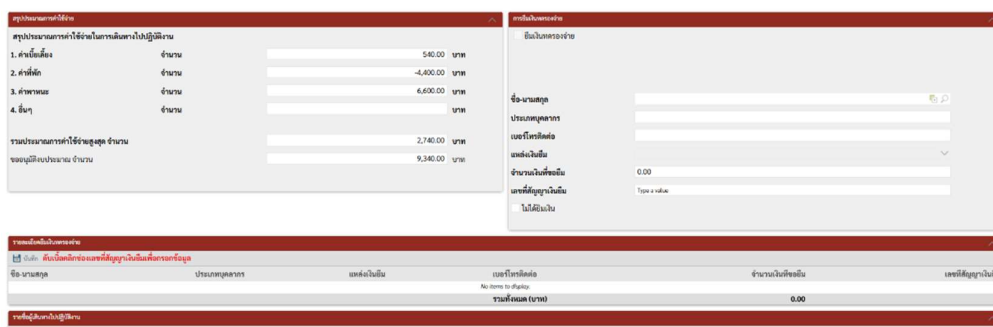 สรุปประมาณการค่าใช้จ่าย
สรุปประมาณการค่าใช้จ่ายในการเดินทางไปปฏิบัติงาน
1. ค่าเบี้ยเลี้ยง จำนวน 540.00 บาท
2. ค่าที่พัก จำนวน -4,400.00 บาท
3. ค่าพาหนะ จำนวน 6,600.00 บาท
4. อื่นๆ จำนวน บาท
รวมประมาณการค่าใช้จ่ายสูงสุด จำนวน 2,740.00 บาท
ขออนุมัติงบประมาณ จำนวน 9,340.00 บาท
การยืมเงินทดรองจ่าย
ยืมเงินทดรองจ่าย
ชื่อ-นามสกุล
ประเภทบุคลากร
เบอร์โทรติดต่อ
แหล่งเงินยืม
จำนวนเงินที่ขอยืม 0.00
เลขที่สัญญาเงินยืม Type a value
ไม่ได้ยืมเงิน
รายละเอียดยืมเงินทดรองจ่าย
บันทึก ดับเบิ้ลคลิกช่องเลขที่สัญญาเงินยืมเพื่อกรอกข้อมูล
ชื่อ-นามสกุล ประเภทบุคลากร แหล่งเงินยืม เบอร์โทรติดต่อ จำนวนเงินที่ขอยืม เลขที่สัญญาเงินยื
No items to display.
รวมทั้งหมด (บาท) 0.00
รายชื่อผู้เดินทางไปปฏิบัติงาน